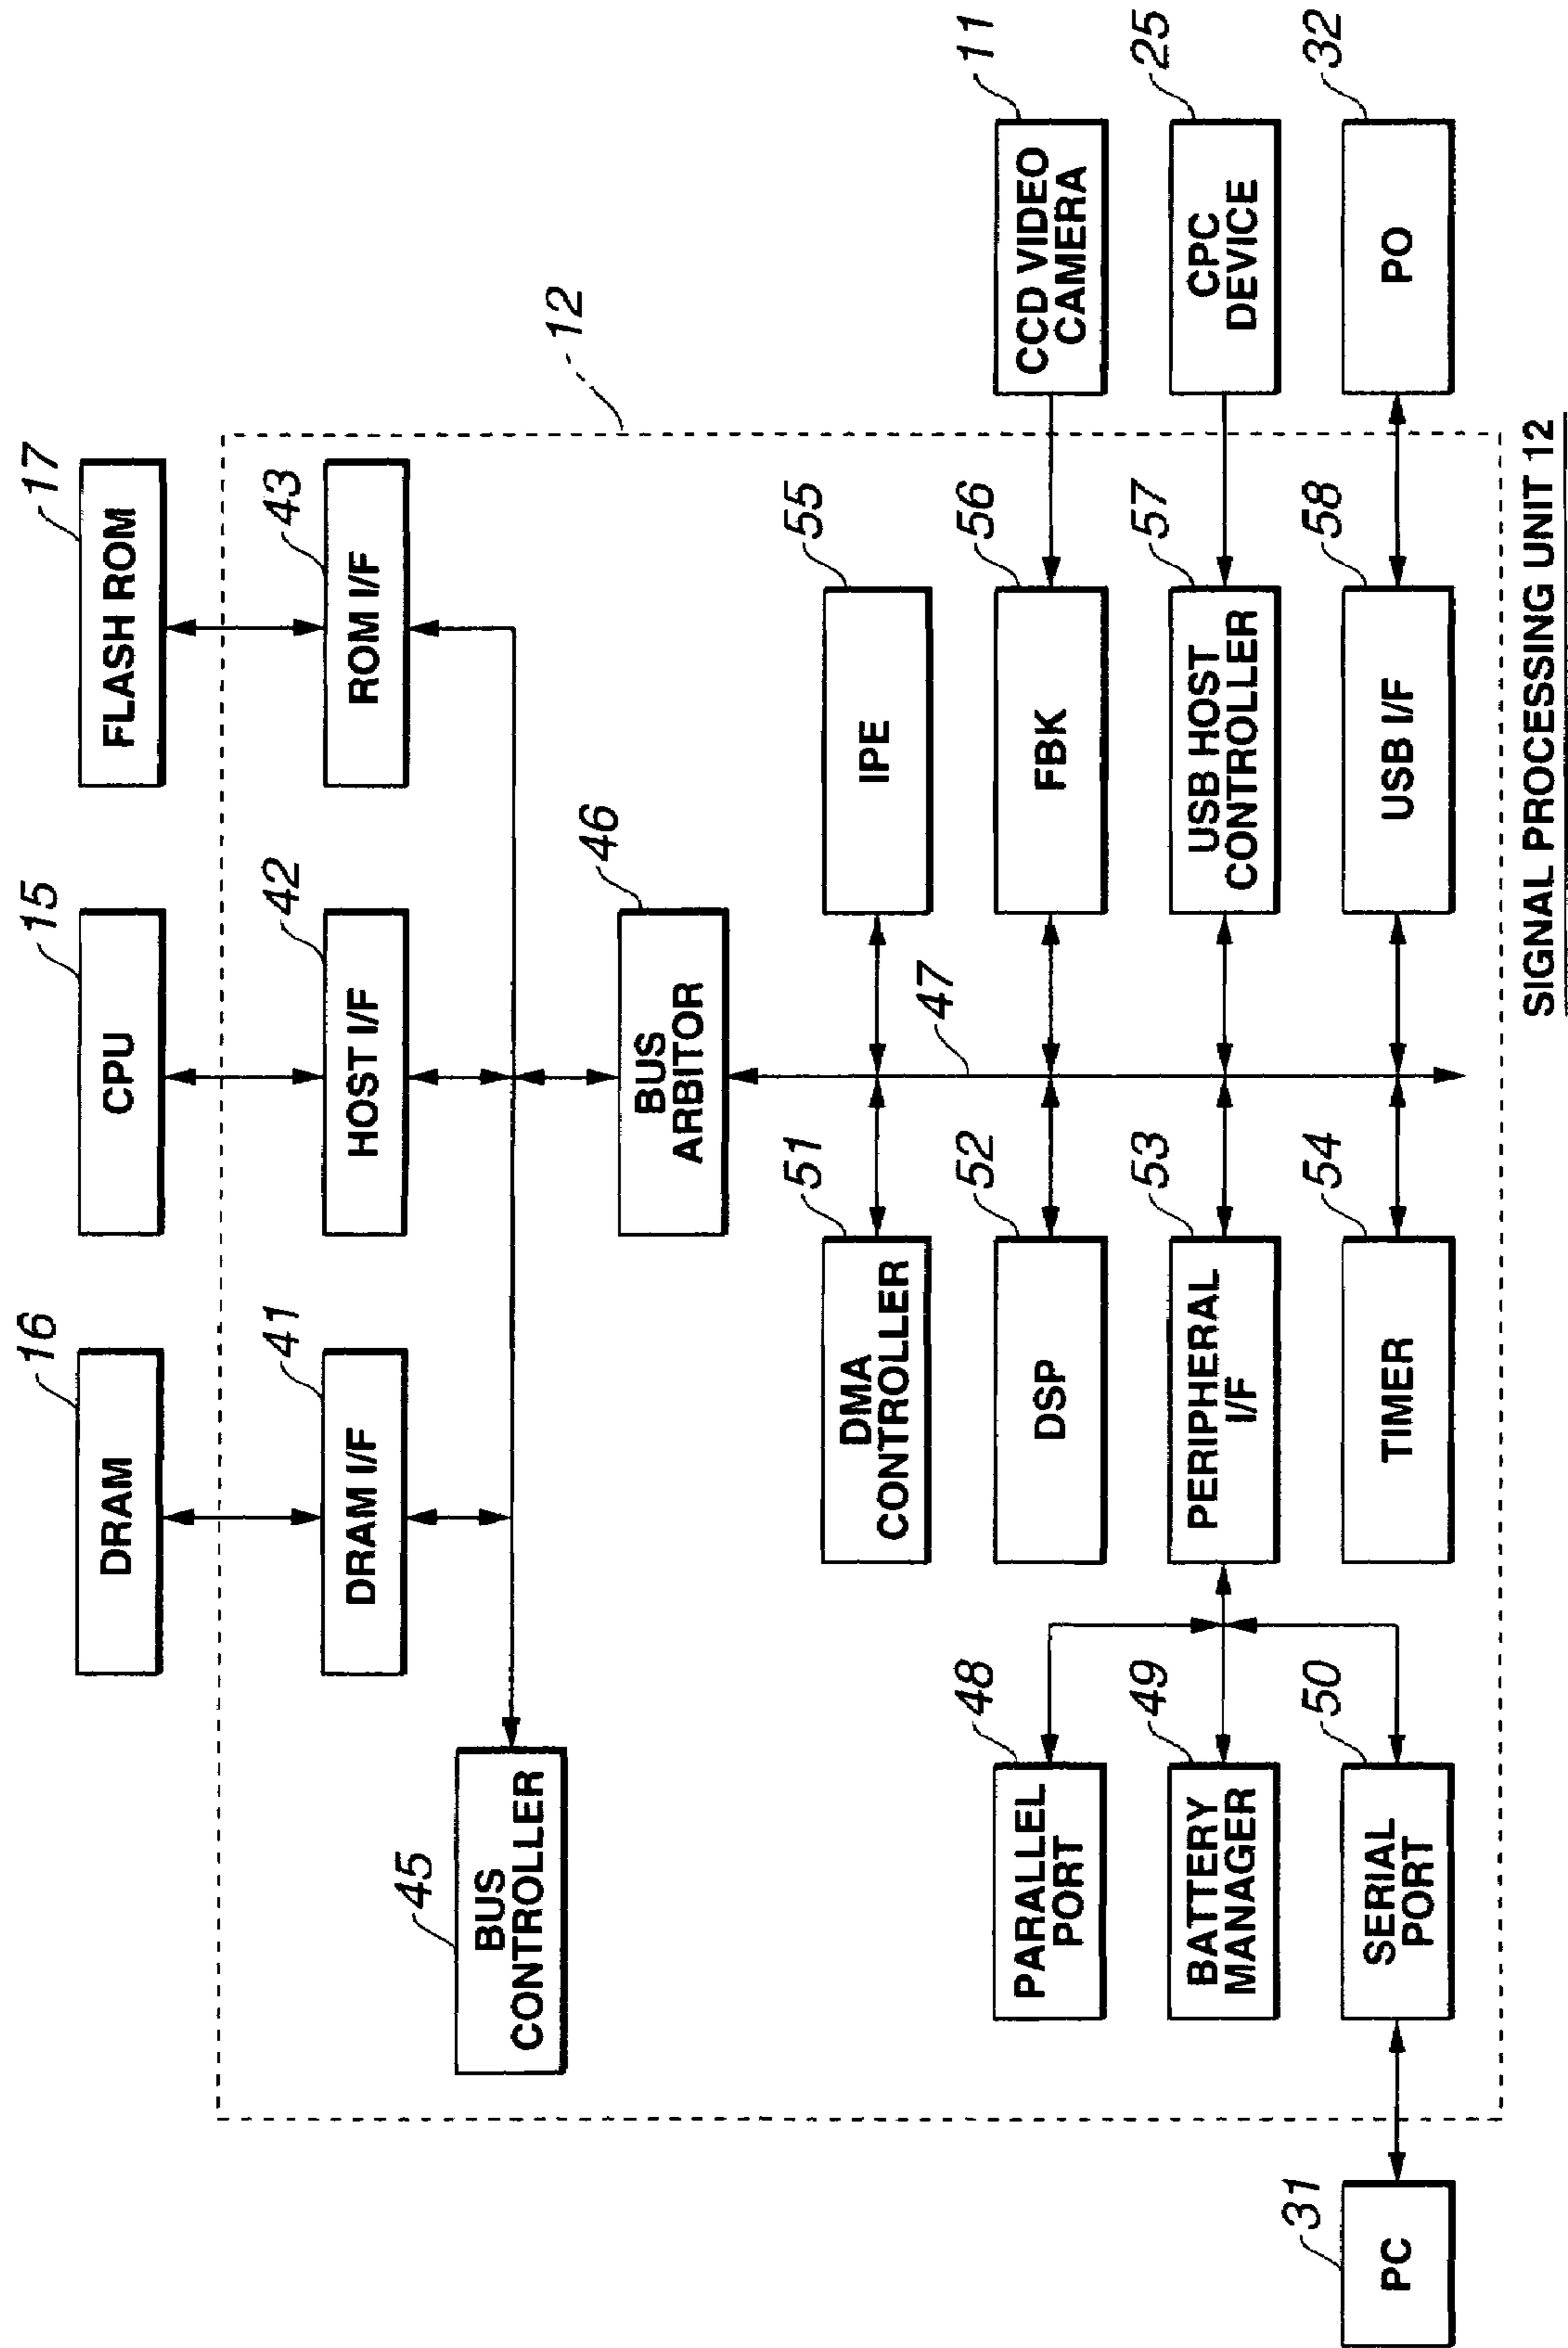 16
DRAM
15
CPU
17
FLASH ROM
12
41
DRAM I/F
42
HOST I/F
43
ROM I/F
45
BUS
CONTROLLER
46
BUS
ARBITOR
47
51
DMA
CONTROLLER
55
IPE
48
PARALLEL
PORT
52
DSP
56
FBK
11
CCD VIDEO
CAMERA
49
BATTERY
MANAGER
53
PERIPHERAL
I/F
57
USB HOST
CONTROLLER
25
CPC
DEVICE
31
PC
50
SERIAL
PORT
54
TIMER
58
USB I/F
32
PO
SIGNAL PROCESSING UNIT 12